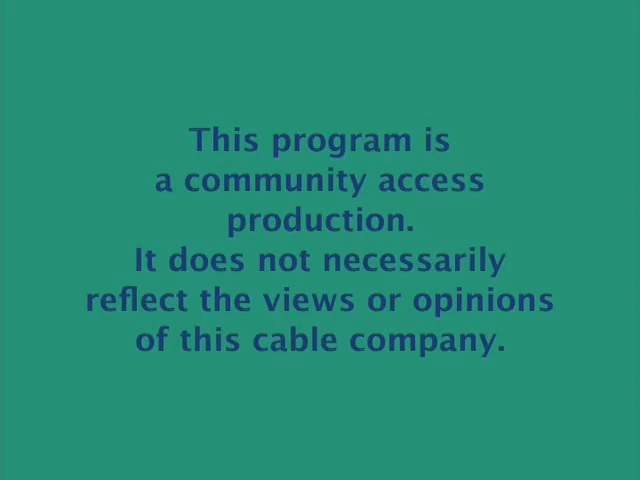 This program is
a community access
production.
It does not necessarily
reflect the views or opinions
of this cable company.